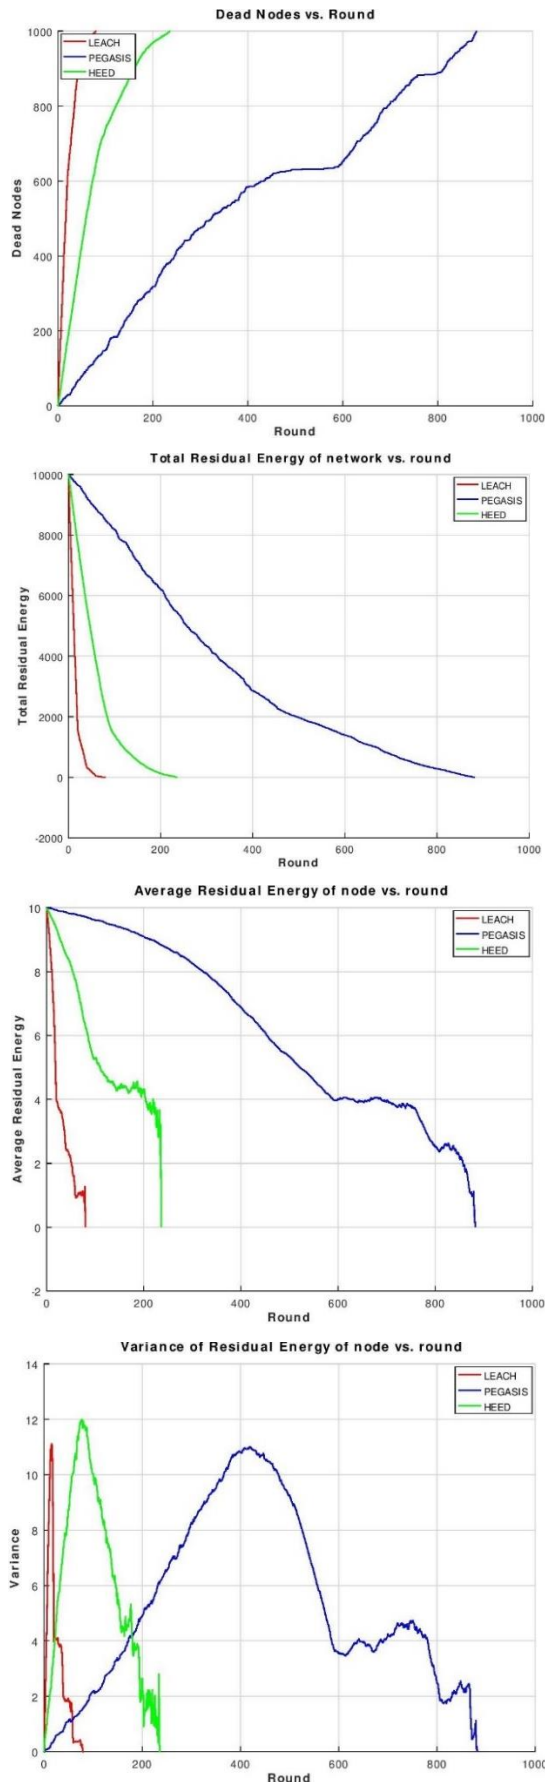 Dead Nodes vs. Round
1000
800
600
400
200
0
Dead Nodes
LEACH
PEGASIS
HEED
0 200 400 600 800 1000
Round
Total Residual Energy of network vs. round
10000
8000
6000
4000
2000
0
-2000
Total Residual Energy
LEACH
PEGASIS
HEED
0 200 400 600 800 1000
Round
Average Residual Energy of node vs. round
10
8
6
4
2
0
-2
Average Residual Energy
LEACH
PEGASIS
HEED
0 200 400 600 800 1000
Round
Variance of Residual Energy of node vs. round
14
12
10
8
6
4
2
0
Variance
LEACH
PEGASIS
HEED
0 200 400 600 800 1000
Round